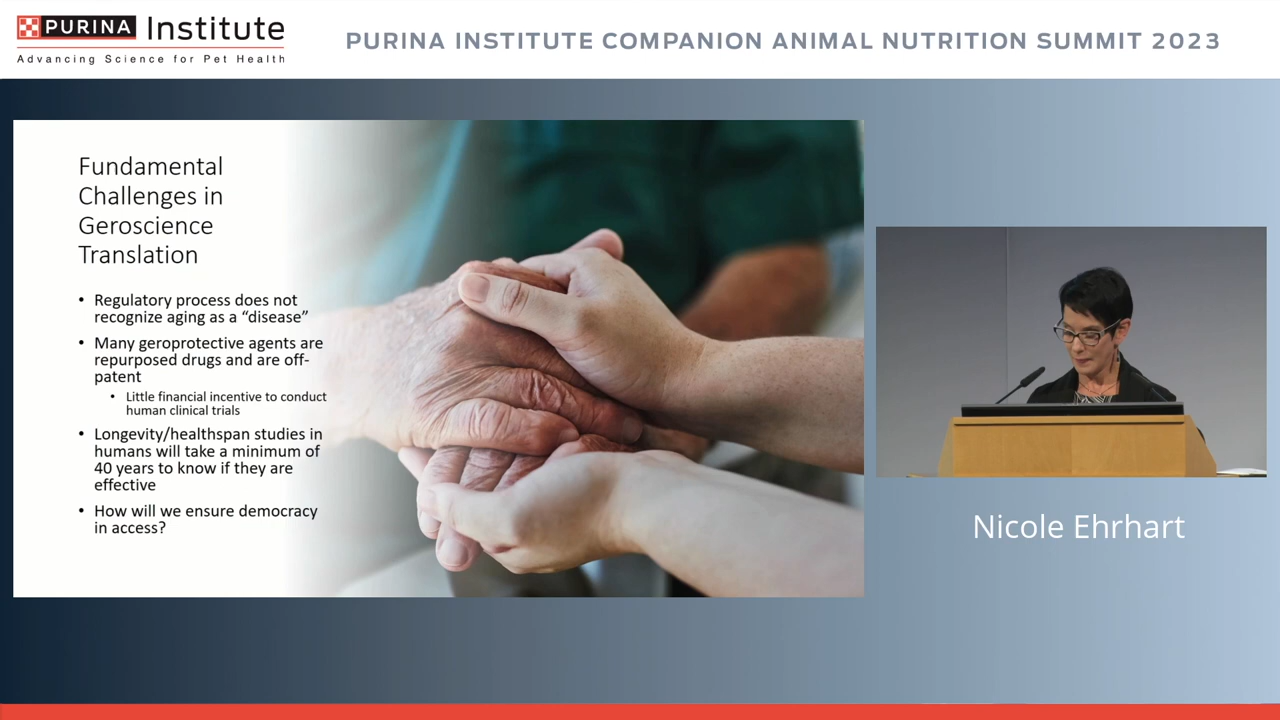 PURINA Institute
Advancing Science for Pet Health
PURINA INSTITUTE COMPANION ANIMAL NUTRITION SUMMIT 2023
Fundamental
Challenges in
Geroscience
Translation
• Regulatory process does not
recognize aging as a “disease”
• Many geroprotective agents are
repurposed drugs and are off-
patent
• Little financial incentive to conduct
human clinical trials
• Longevity/healthspan studies in
humans will take a minimum of
40 years to know if they are
effective
• How will we ensure democracy
in access?
Nicole Ehrhart